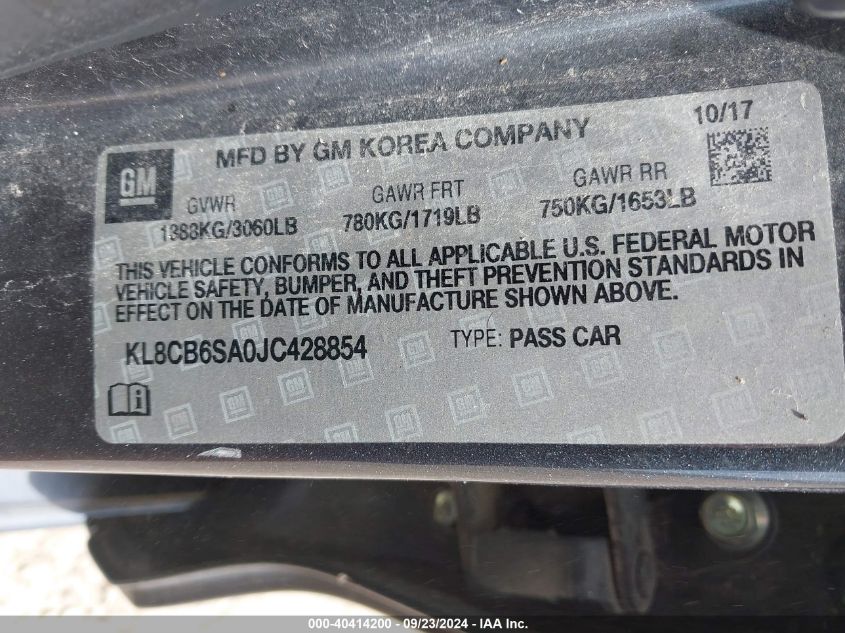 10/17
GM
MFD BY GM KOREA COMPANY
GVWR GAWR FRT GAWR RR
1388KG/3060LB 780KG/1719LB 750KG/1653LB
THIS VEHICLE CONFORMS TO ALL APPLICABLE U.S. FEDERAL MOTOR
VEHICLE SAFETY, BUMPER, AND THEFT PREVENTION STANDARDS IN
EFFECT ON THE DATE OF MANUFACTURE SHOWN ABOVE.
KL8CB6SA0JC428854 TYPE: PASS CAR
000-40414200 - 09/23/2024 - IAA Inc.